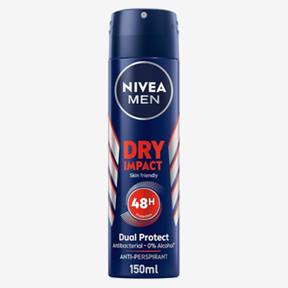 NIVEA
MEN
DRY
IMPACT
Skin friendly
48H
Dual Protect
Antibacterial • 0% Alcohol*
ANTI-PERSPIRANT
150ml